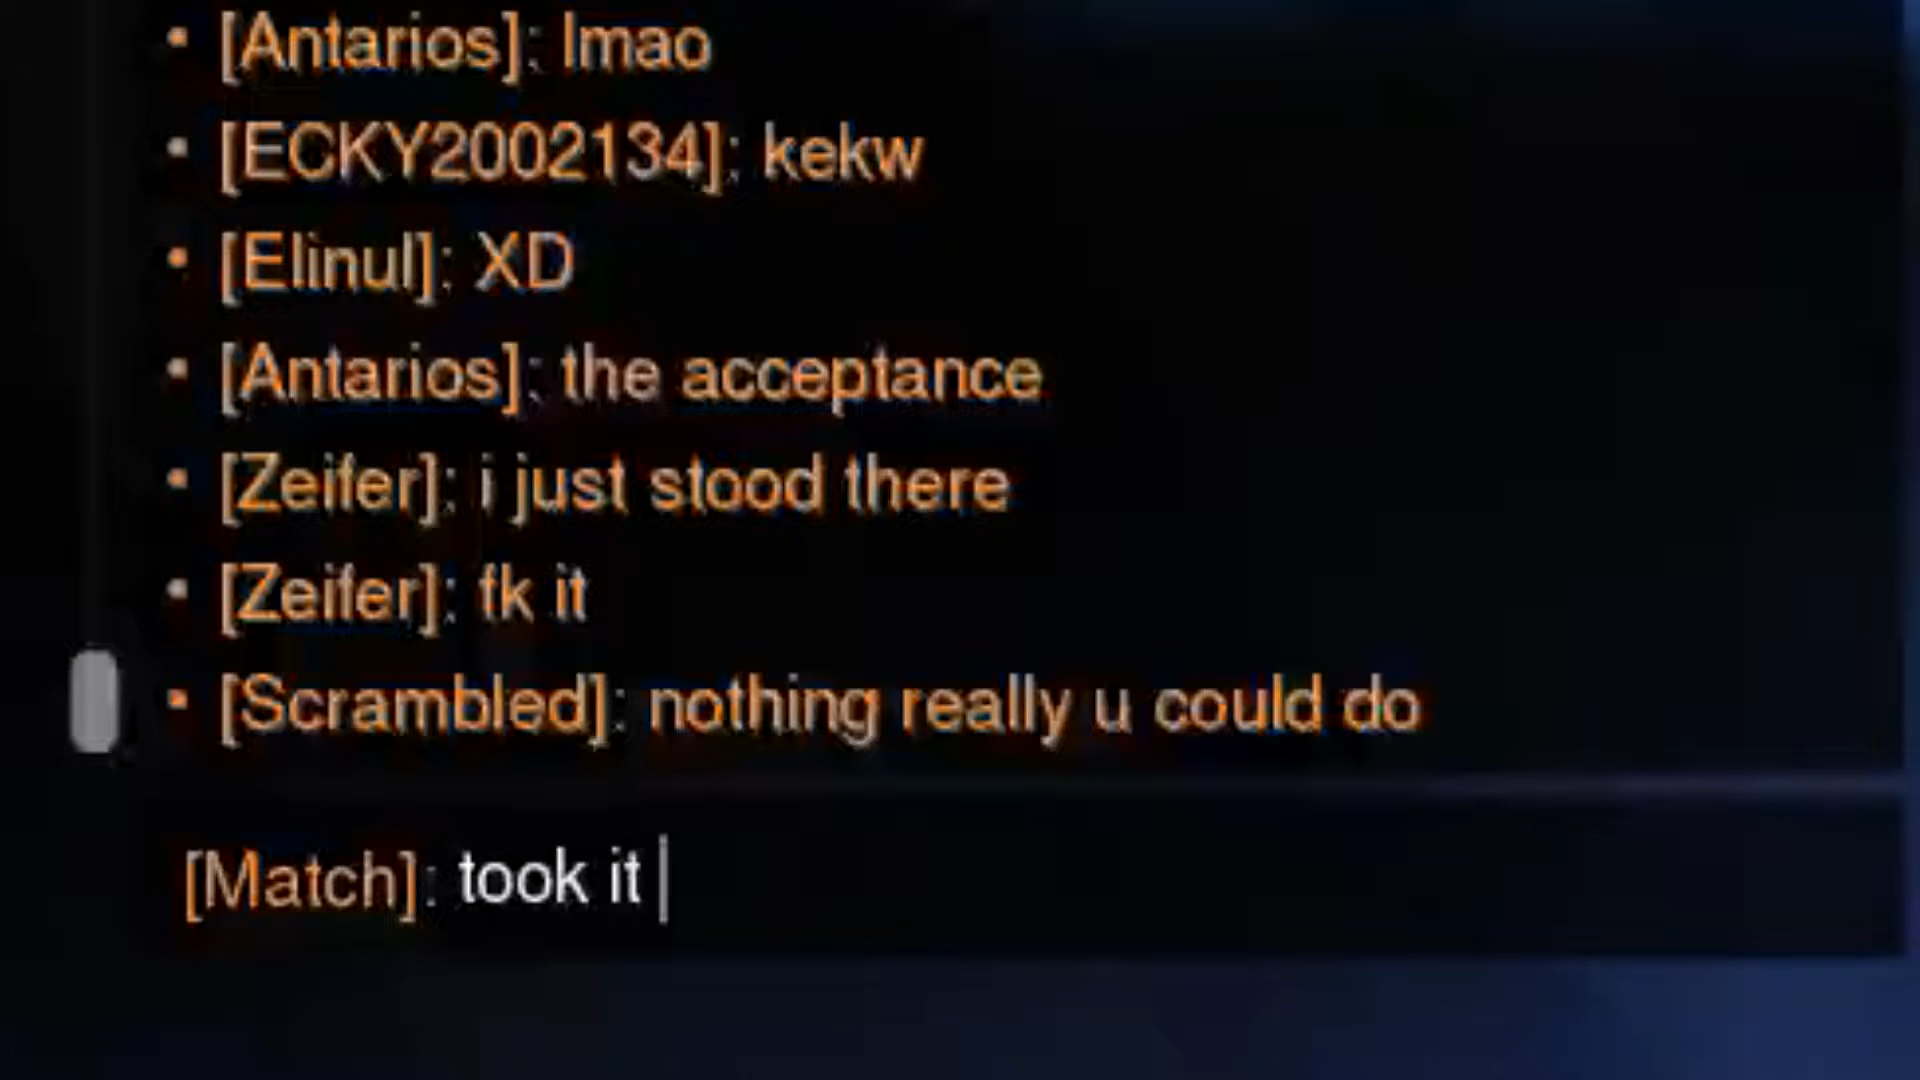 • [Antarios]: lmao
• [ECKY2002134]: kekw
• [Elinul]: XD
• [Antarios]: the acceptance
• [Zeifer]: i just stood there
• [Zeifer]: fk it
• [Scrambled]: nothing really u could do
[Match]: took it